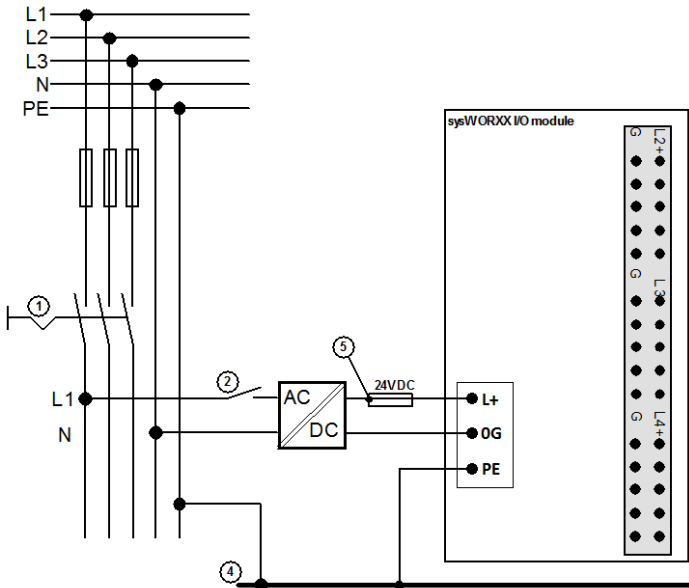 L1
L2
L3
N
PE
sysWORXX I/O module
G L2+
G L3
G L4+
1
2
5
24VDC
L1
AC
DC
N
L+
0G
PE
4